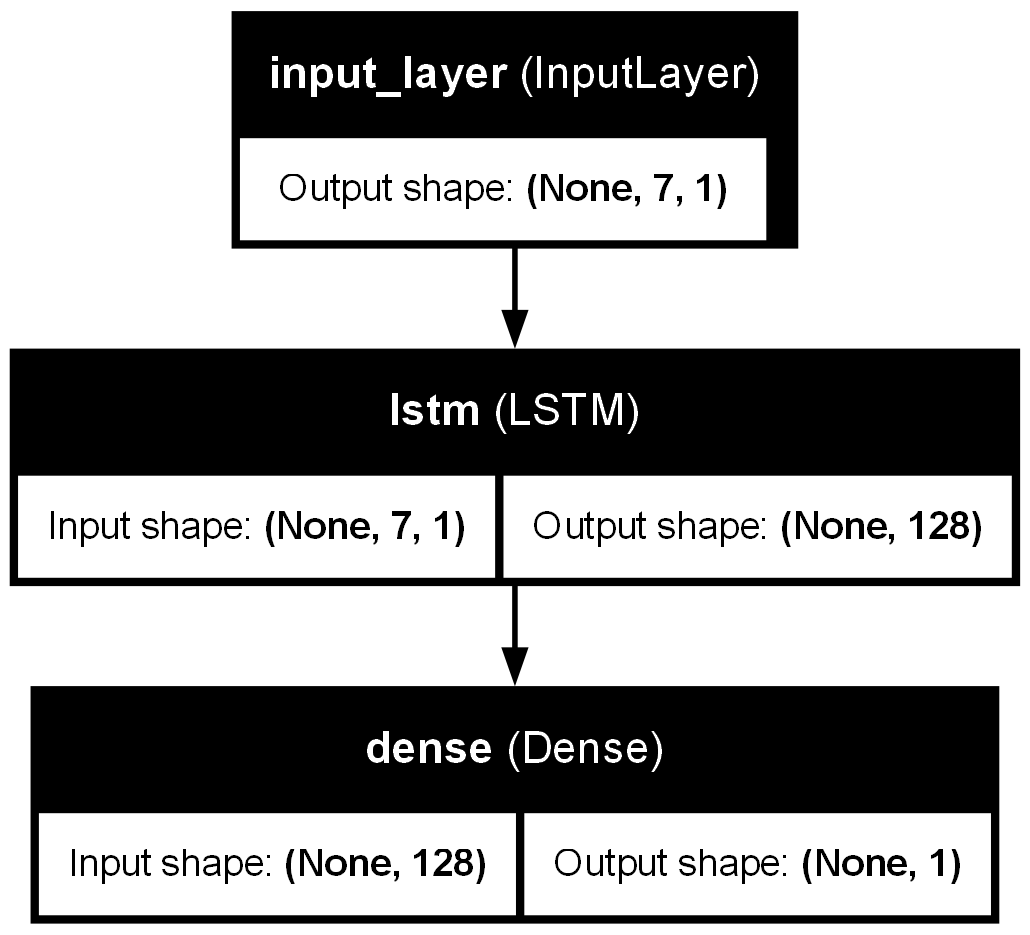 input_layer (InputLayer)
Output shape: (None, 7, 1)
lstm (LSTM)
Input shape: (None, 7, 1) Output shape: (None, 128)
dense (Dense)
Input shape: (None, 128) Output shape: (None, 1)